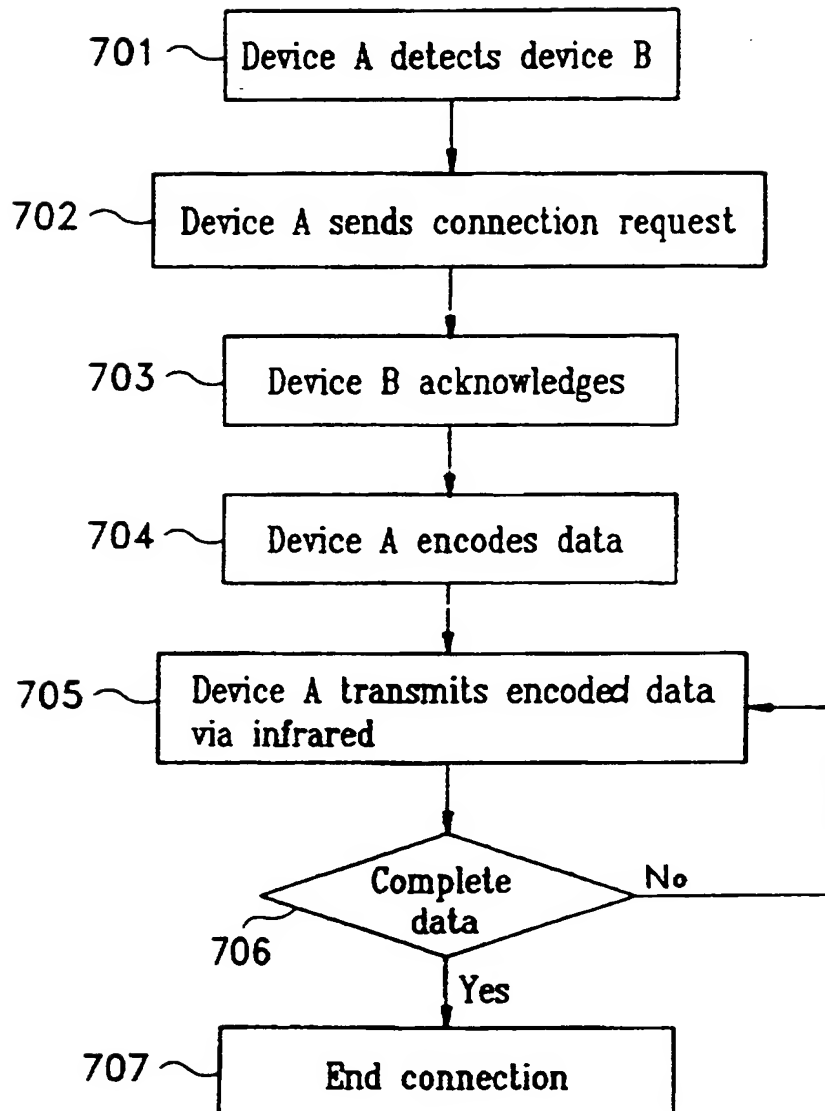 701
Device A detects device B
702
Device A sends connection request
703
Device B acknowledges
704
Device A encodes data
705
Device A transmits encoded data
via infrared
Complete
data
No
706
Yes
707
End connection